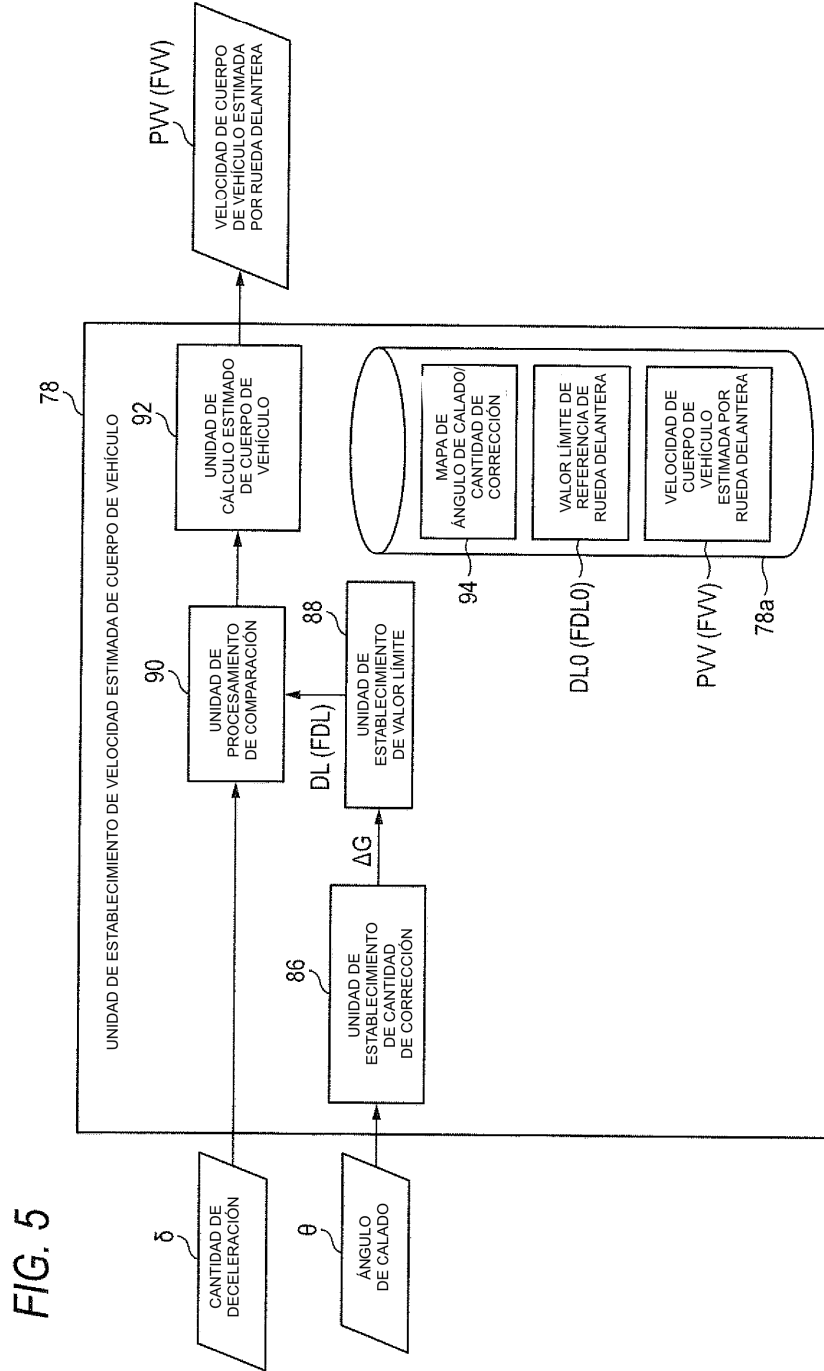 FIG. 5
δ
CANTIDAD DE
DECELERACIÓN
θ
ÁNGULO
DE CALADO
78
UNIDAD DE ESTABLECIMIENTO DE VELOCIDAD ESTIMADA DE CUERPO DE VEHÍCULO
86
UNIDAD DE
ESTABLECIMIENTO
DE CANTIDAD
DE CORRECCIÓN
ΔG
88
UNIDAD DE
ESTABLECIMIENTO
DE VALOR LÍMITE
DL (FDL)
90
UNIDAD DE
PROCESAMIENTO
DE COMPARACIÓN
92
UNIDAD DE
CÁLCULO ESTIMADO
DE CUERPO DE
VEHÍCULO
PVV (FVV)
VELOCIDAD DE CUERPO
DE VEHÍCULO ESTIMADA
POR RUEDA DELANTERA
94
MAPA DE
ÁNGULO DE CALADO/
CANTIDAD DE
CORRECCIÓN
DL0 (FDL0)
VALOR LÍMITE DE
REFERENCIA DE
RUEDA DELANTERA
PVV (FVV)
VELOCIDAD DE
CUERPO DE
VEHÍCULO
ESTIMADA POR
RUEDA DELANTERA
78a